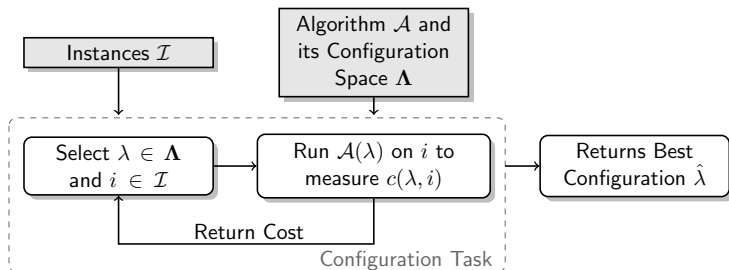 Instances ℐ
Algorithm 𝒜 and
its Configuration
Space Λ
Select λ ∈ Λ
and i ∈ ℐ
Run 𝒜(λ) on i to
measure c(λ, i)
Returns Best
Configuration λ̂
Return Cost
Configuration Task